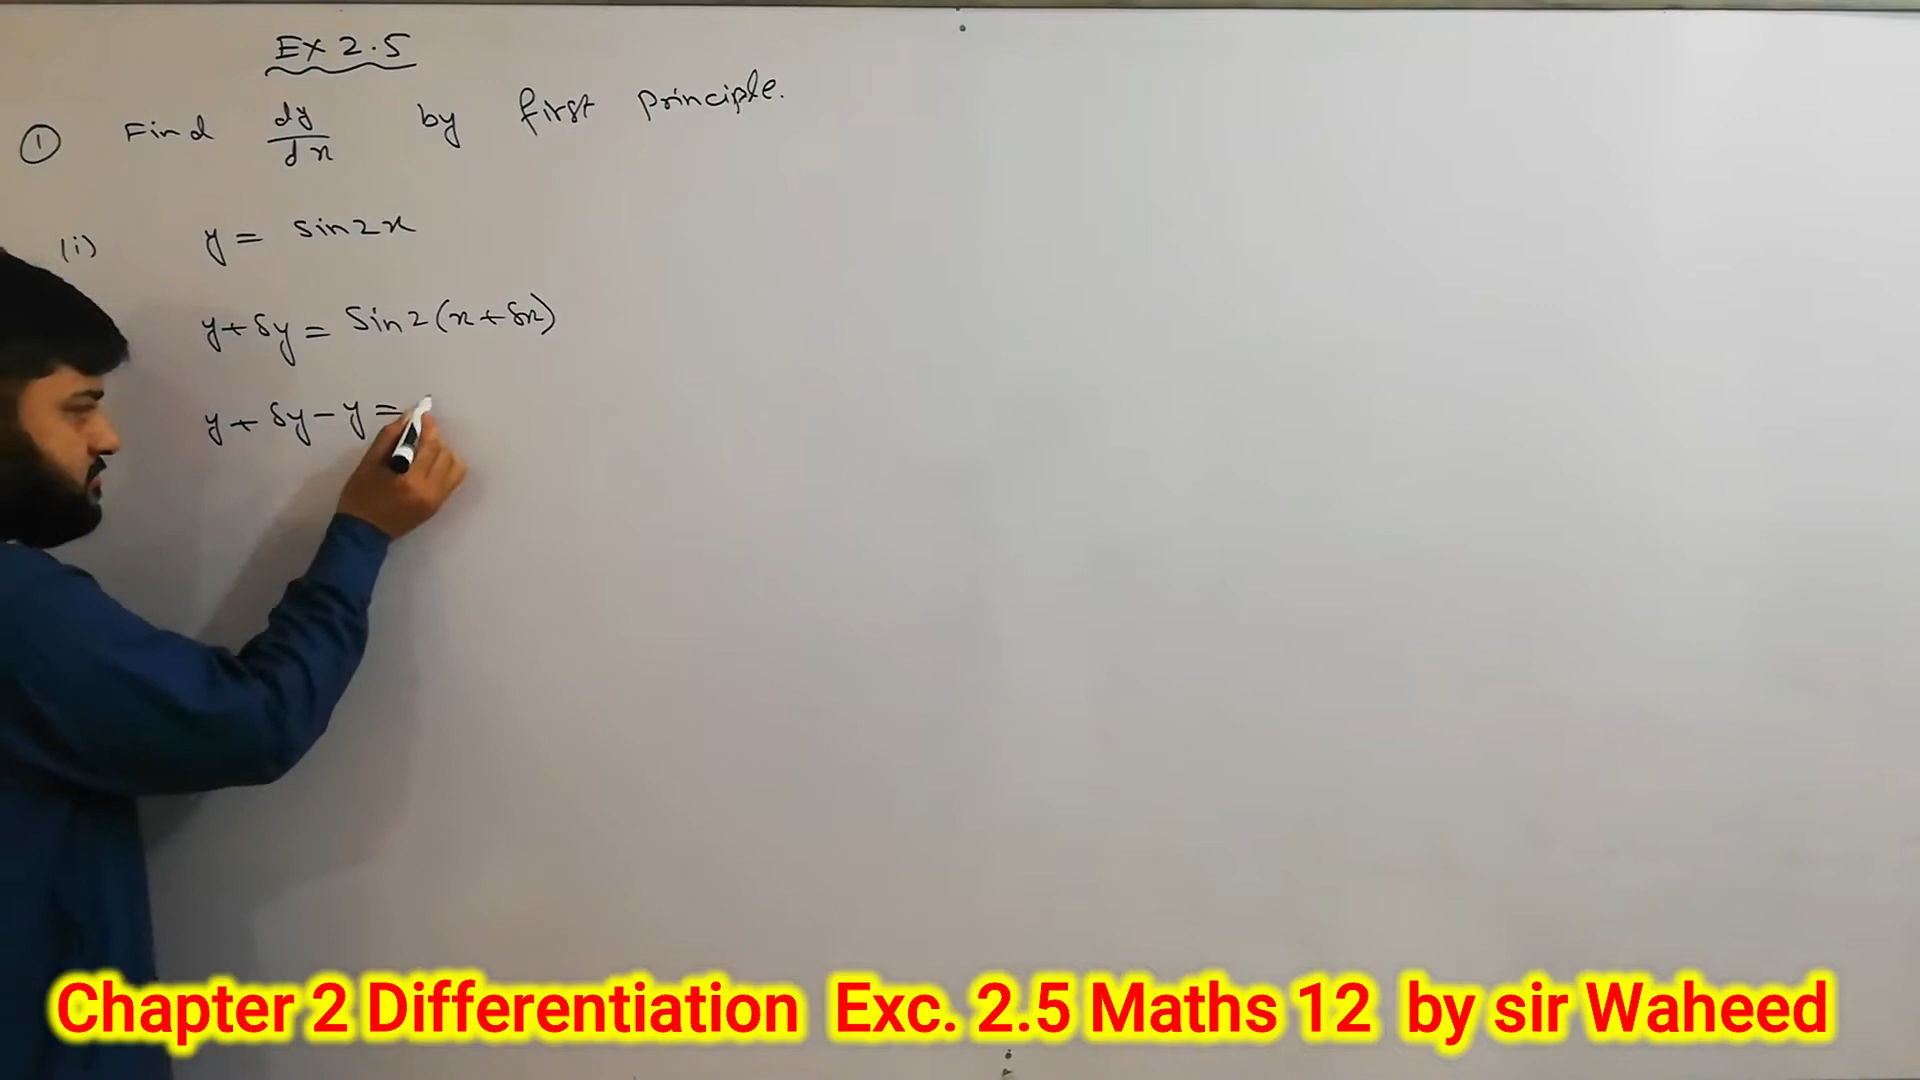 Ex 2.5
① Find dy/dx by first principle.
(i) y = sin2x
y+δy = Sin2(x+δx)
y+δy-y=
Chapter 2 Differentiation Exc. 2.5 Maths 12 by sir Waheed